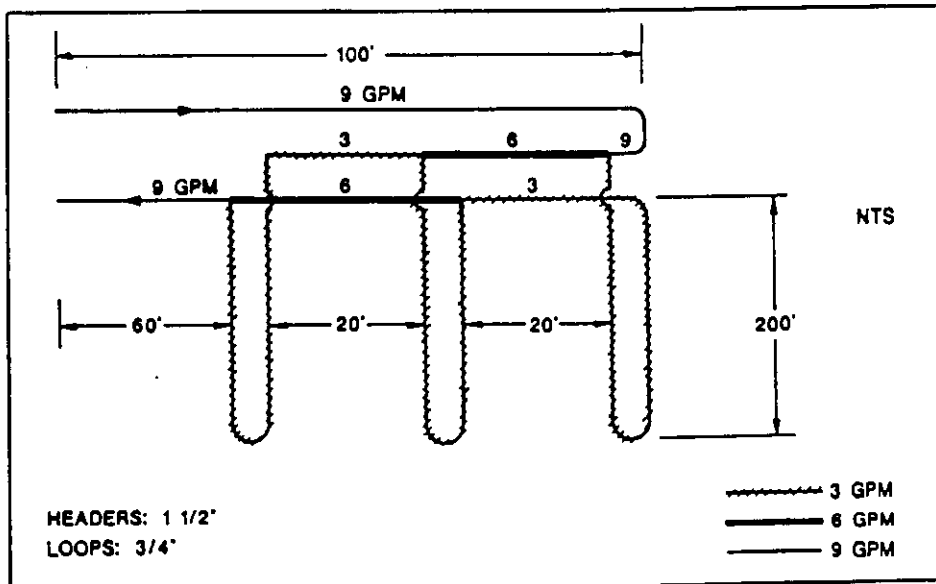 100'
9 GPM
3 6 9
9 GPM 6 3
NTS
60' 20' 20' 200'
HEADERS: 1 1/2"
LOOPS: 3/4"
3 GPM
6 GPM
9 GPM